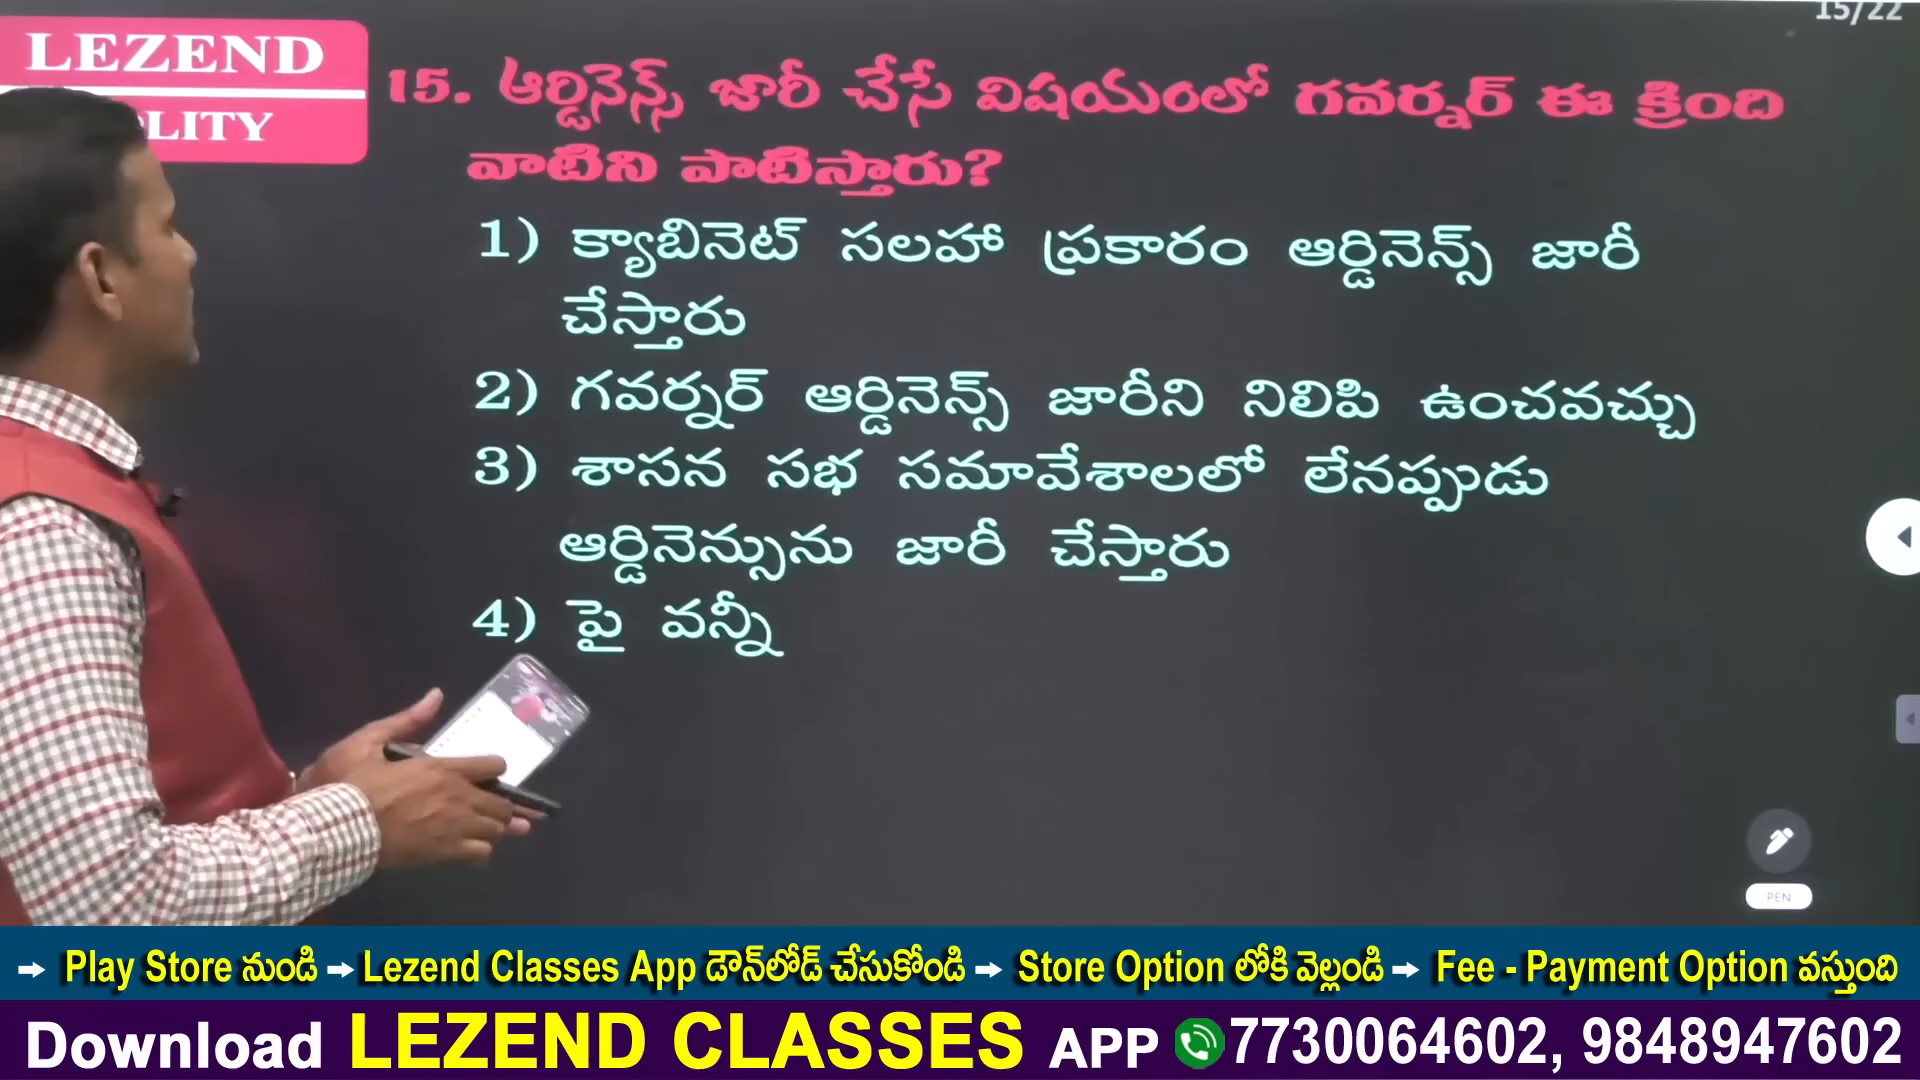 15/22
LEZEND
OLITY
15. ఆర్డినెన్స్ జారీ చేసే విషయంలో గవర్నర్ ఈ క్రింది
వాటిని పాటిస్తారు?
1) క్యాబినెట్ సలహా ప్రకారం ఆర్డినెన్స్ జారీ
చేస్తారు
2) గవర్నర్ ఆర్డినెన్స్ జారీని నిలిపి ఉంచవచ్చు
3) శాసన సభ సమావేశాలలో లేనప్పుడు
ఆర్డినెన్సును జారీ చేస్తారు
4) పై వన్నీ
PEN
→ Play Store నుండి → Lezend Classes App డౌన్‌లోడ్ చేసుకోండి → Store Option లోకి వెల్లండి → Fee - Payment Option వస్తుంది
Download LEZEND CLASSES APP 7730064602, 9848947602